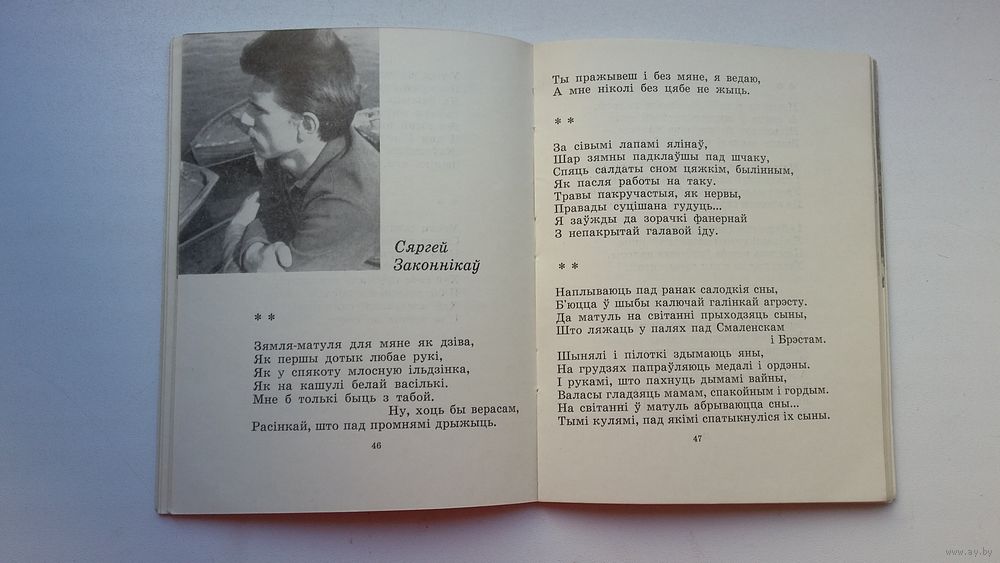 Сяргей
Законнікаў
* *
Зямля-матуля для мяне як дзіва,
Як першы дотык любае рукі,
Як у спякоту млосную ільдзінка,
Як на кашулі белай васількі.
Мне б толькі быць з табой.
Ну, хоць бы верасам,
Расінкай, што пад промнямі дрыжыць.
46
Ты пражывеш і без мяне, я ведаю,
А мне ніколі без цябе не жыць.
* *
За сівымі лапамі ялінаў,
Шар зямны падклаўшы пад шчаку,
Спяць салдаты сном цяжкім, былінным,
Як пасля работы на таку.
Травы пакручастыя, як нервы,
Правады суцішана гудуць...
Я заўжды да зорачкі фанернай
З непакрытай галавой іду.
* *
Наплываюць пад ранак салодкія сны,
Б'юцца ў шыбы калючай галінкай агрэсту.
Да матуль на світанні прыходзяць сыны,
Што ляжаць у палях пад Смаленскам
і Брэстам.
Шынялі і пілоткі здымаюць яны,
На грудзях папраўляюць медалі і ордэны.
І рукамі, што пахнуць дымамі вайны,
Валасы гладзяць мамам, спакойным і гордым.
На світанні ў матуль абрываюцца сны...
Тымі кулямі, пад якімі спатыкнуліся іх сыны.
47
www.ay.by